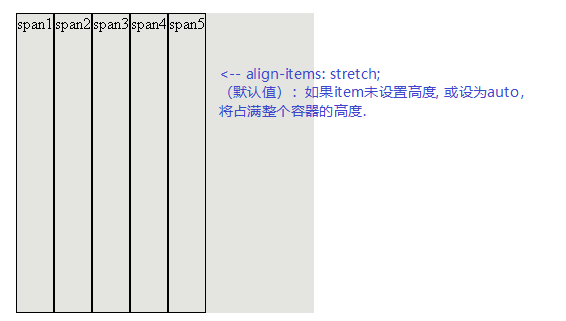 span1 span2 span3 span4 span5
<-- align-items: stretch;
（默认值）：如果item未设置高度, 或设为auto，
将占满整个容器的高度.